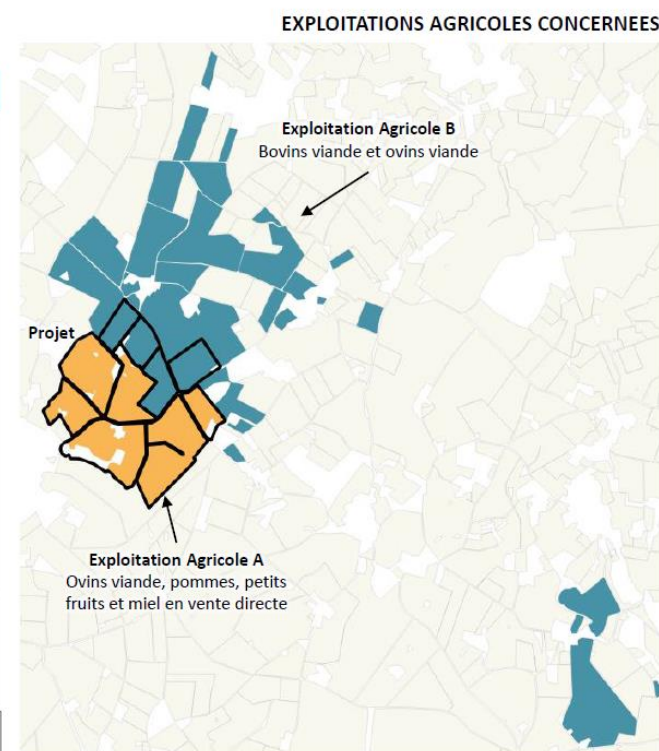 EXPLOITATIONS AGRICOLES CONCERNEES
Exploitation Agricole B
Bovins viande et ovins viande
Projet
Exploitation Agricole A
Ovins viande, pommes, petits
fruits et miel en vente directe